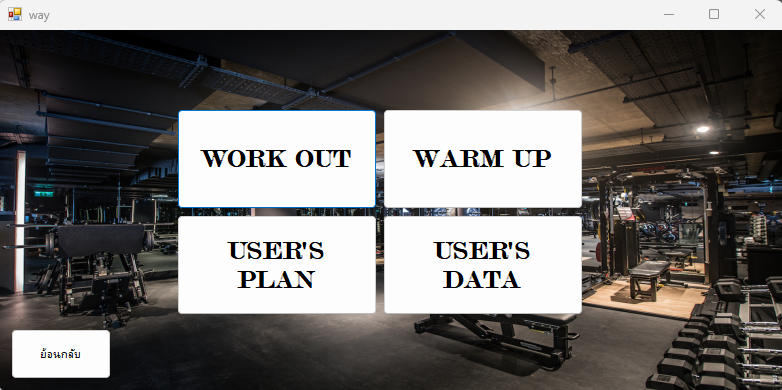 way
WORK OUT
WARM UP
USER'S
PLAN
USER'S
DATA
ย้อนกลับ